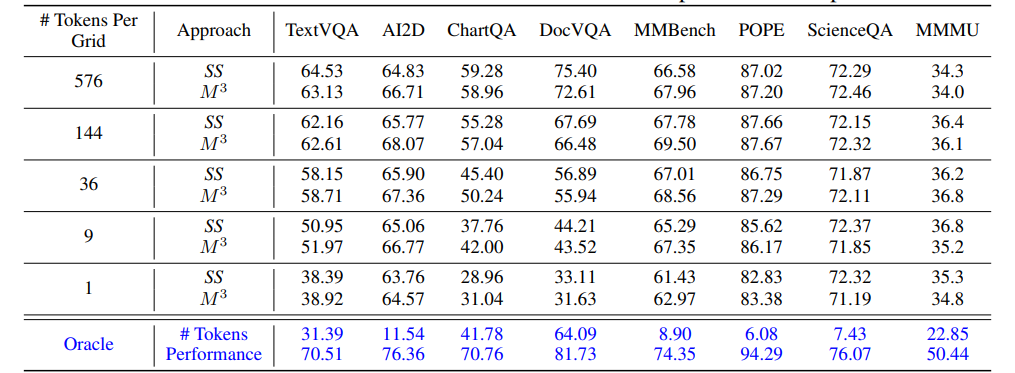 # Tokens Per Grid | Approach | TextVQA | AI2D | ChartQA | DocVQA | MMBench | POPE | ScienceQA | MMMU
576 | SS | 64.53 | 64.83 | 59.28 | 75.40 | 66.58 | 87.02 | 72.29 | 34.3
M³ | 63.13 | 66.71 | 58.96 | 72.61 | 67.96 | 87.20 | 72.46 | 34.0
144 | SS | 62.16 | 65.77 | 55.28 | 67.69 | 67.78 | 87.66 | 72.15 | 36.4
M³ | 62.61 | 68.07 | 57.04 | 66.48 | 69.50 | 87.67 | 72.32 | 36.1
36 | SS | 58.15 | 65.90 | 45.40 | 56.89 | 67.01 | 86.75 | 71.87 | 36.2
M³ | 58.71 | 67.36 | 50.24 | 55.94 | 68.56 | 87.29 | 72.11 | 36.8
9 | SS | 50.95 | 65.06 | 37.76 | 44.21 | 65.29 | 85.62 | 72.37 | 36.8
M³ | 51.97 | 66.77 | 42.00 | 43.52 | 67.35 | 86.17 | 71.85 | 35.2
1 | SS | 38.39 | 63.76 | 28.96 | 33.11 | 61.43 | 82.83 | 72.32 | 35.3
M³ | 38.92 | 64.57 | 31.04 | 31.63 | 62.97 | 83.38 | 71.19 | 34.8
Oracle | # Tokens | 31.39 | 11.54 | 41.78 | 64.09 | 8.90 | 6.08 | 7.43 | 22.85
Performance | 70.51 | 76.36 | 70.76 | 81.73 | 74.35 | 94.29 | 76.07 | 50.44